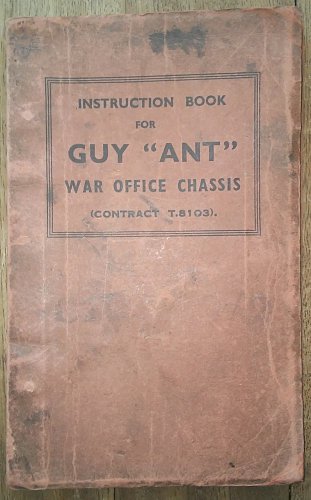 INSTRUCTION BOOK
FOR
GUY "ANT"
WAR OFFICE CHASSIS
(CONTRACT T.8103).